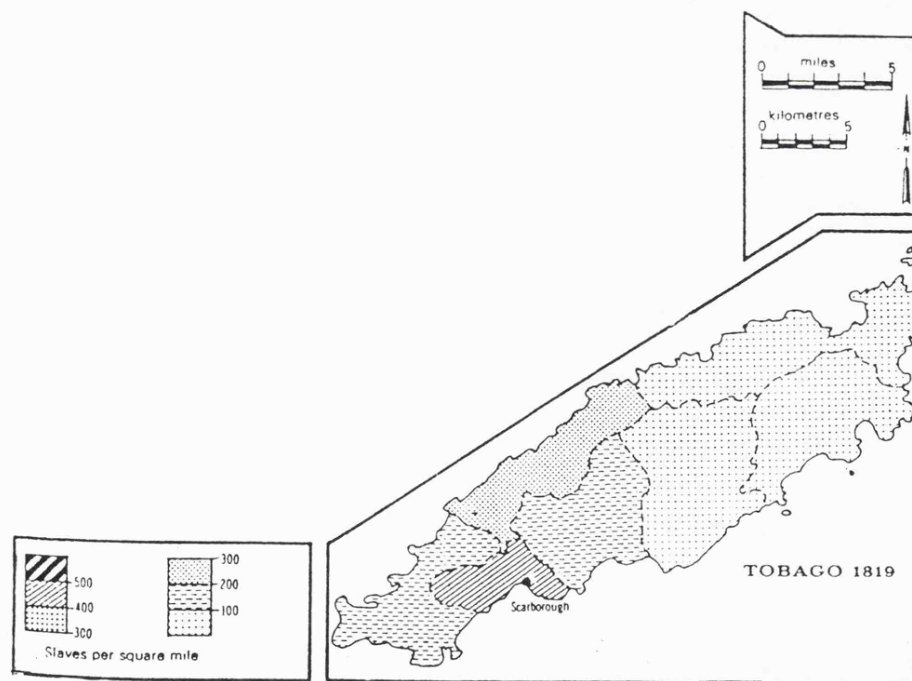 miles
0 5
kilometres
0 5
N
500
400
300
300
200
100
Slaves per square mile
TOBAGO 1819
Scarborough